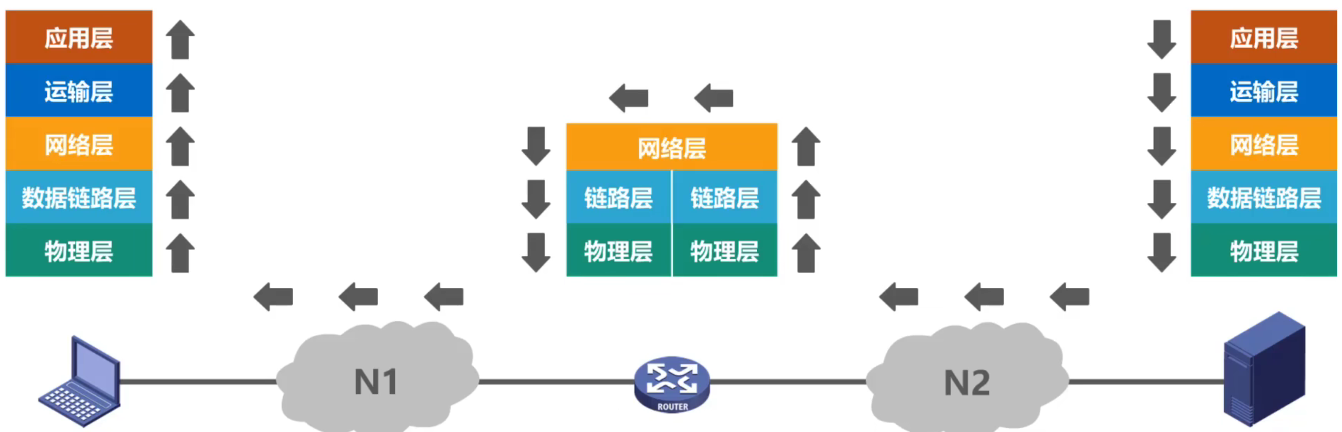 应用层
运输层
网络层
数据链路层
物理层
网络层
链路层 链路层
物理层 物理层
应用层
运输层
网络层
数据链路层
物理层
N1
ROUTER
N2